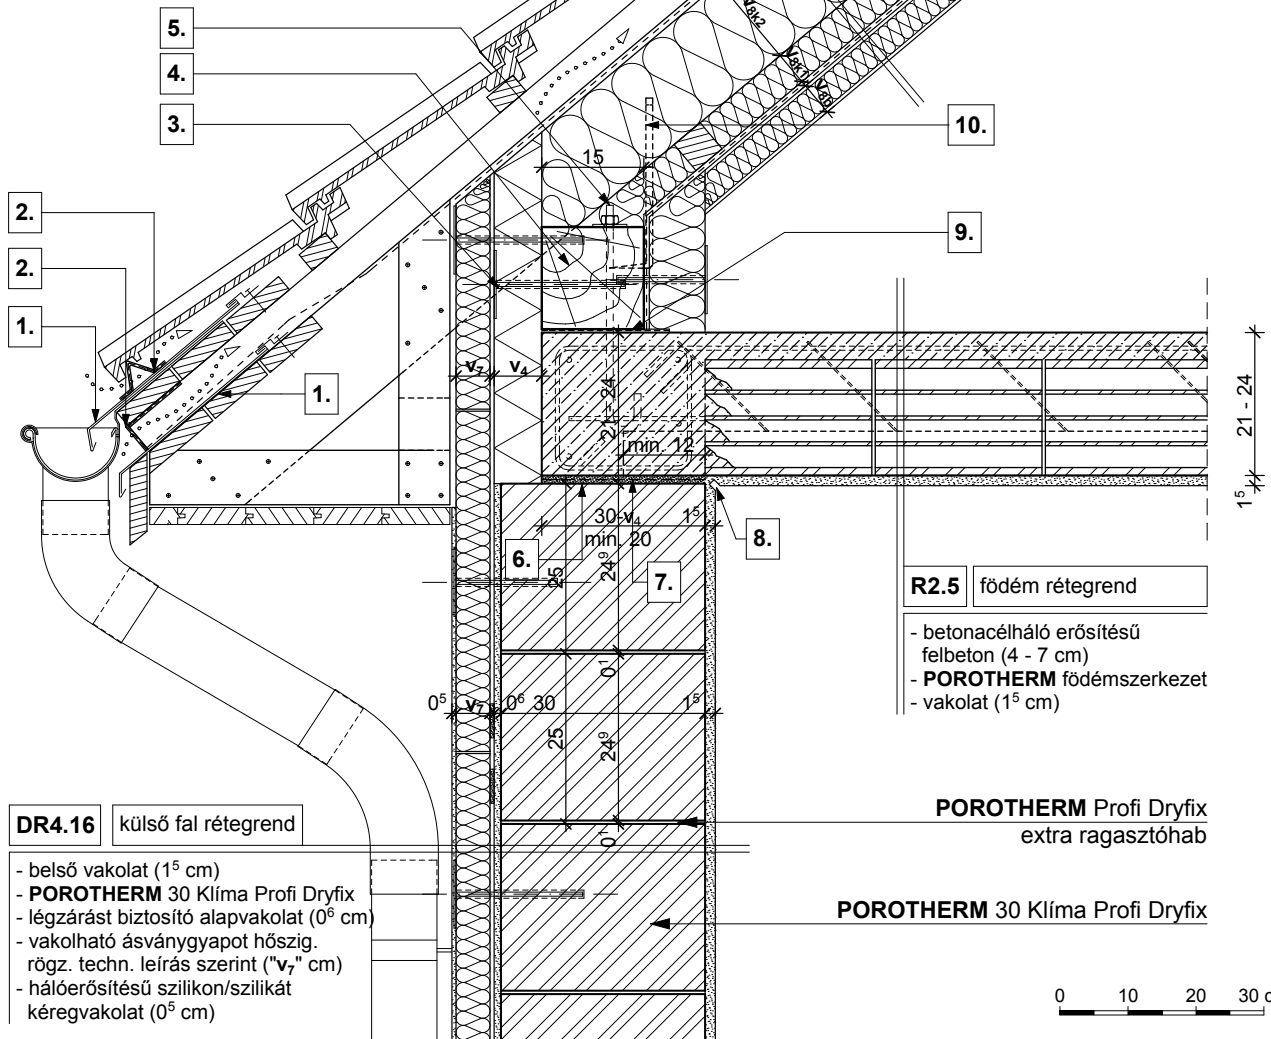 5.
4.
3.
2.
2.
1.
1.
10.
9.
8.
6.
7.
V8k2
V8k1
V8b
15
v₇
v₄
21 - 24
min. 12
21 - 24
1⁵
30-v₄
1⁵
min. 20
25
24⁹
0¹
0⁵
v₇
0⁶
30
1⁵
25
24⁹
0¹
R2.5 födém rétegrend
- betonacélháló erősítésű
felbeton (4 - 7 cm)
- POROTHERM födémszerkezet
- vakolat (1⁵ cm)
POROTHERM Profi Dryfix
extra ragasztóhab
POROTHERM 30 Klíma Profi Dryfix
DR4.16 külső fal rétegrend
- belső vakolat (1⁵ cm)
- POROTHERM 30 Klíma Profi Dryfix
- légzárást biztosító alapvakolat (0⁶ cm)
- vakolható ásványgyapot hőszig.
rögz. techn. leírás szerint ("v₇" cm)
- hálóerősítésű szilikon/szilikát
kéregvakolat (0⁵ cm)
0 10 20 30 c